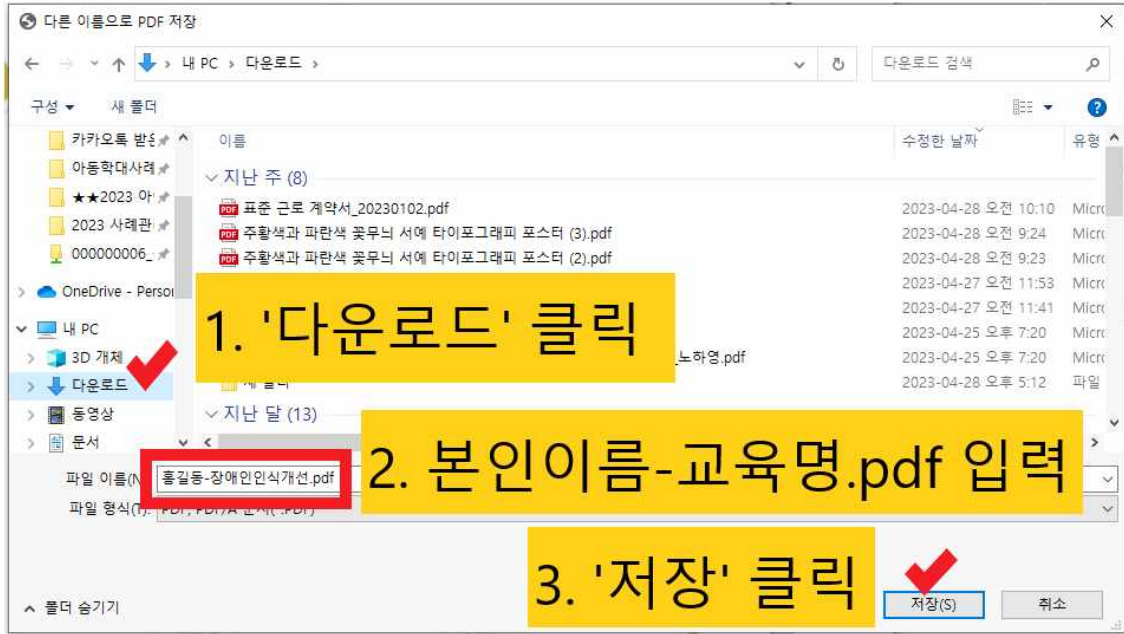 다른 이름으로 PDF 저장
내 PC > 다운로드 >
다운로드 검색
구성
새 폴더
카카오톡 받은
아동학대사례
★★2023 아
2023 사례관
000000006_
OneDrive - Person
내 PC
3D 개체
다운로드
동영상
문서
이름
수정한 날짜
유형
지난 주 (8)
표준 근로 계약서_20230102.pdf
2023-04-28 오전 10:10
Micro
주황색과 파란색 꽃무늬 서예 타이포그래피 포스터 (3).pdf
2023-04-28 오전 9:24
Micro
주황색과 파란색 꽃무늬 서예 타이포그래피 포스터 (2).pdf
2023-04-28 오전 9:23
Micro
2023-04-27 오전 11:53
Micro
2023-04-27 오전 11:41
Micro
2023-04-25 오후 7:20
Micro
노하영.pdf
2023-04-25 오후 7:20
Micro
2023-04-28 오후 5:12
파일
지난 달 (13)
1. '다운로드' 클릭
2. 본인이름-교육명.pdf 입력
파일 이름(N
홍길동-장애인인식개선.pdf
파일 형식(T):
3. '저장' 클릭
폴더 숨기기
저장(S)
취소